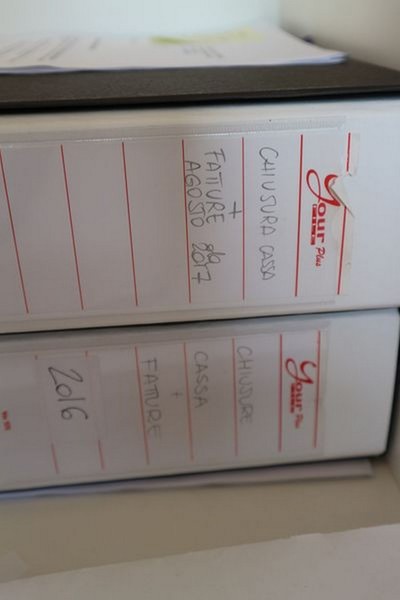 Your Plus
CHIUSURA CASSA
+
FATTURE
AGOSTO 2017
Your Plus
CHIUSURE
CASSA
+
FATTURE
2016